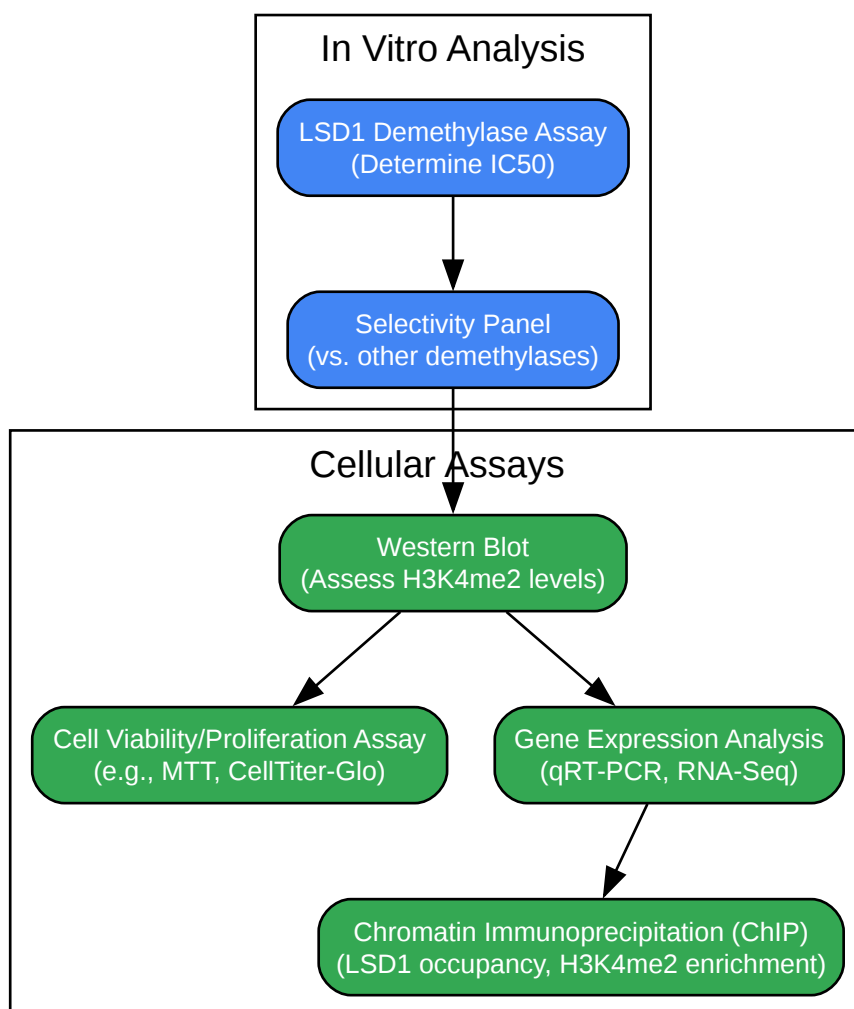 In Vitro Analysis
LSD1 Demethylase Assay
(Determine IC50)
Selectivity Panel
(vs. other demethylases)
Cellular Assays
Western Blot
(Assess H3K4me2 levels)
Cell Viability/Proliferation Assay
(e.g., MTT, CellTiter-Glo)
Gene Expression Analysis
(qRT-PCR, RNA-Seq)
Chromatin Immunoprecipitation (ChIP)
(LSD1 occupancy, H3K4me2 enrichment)